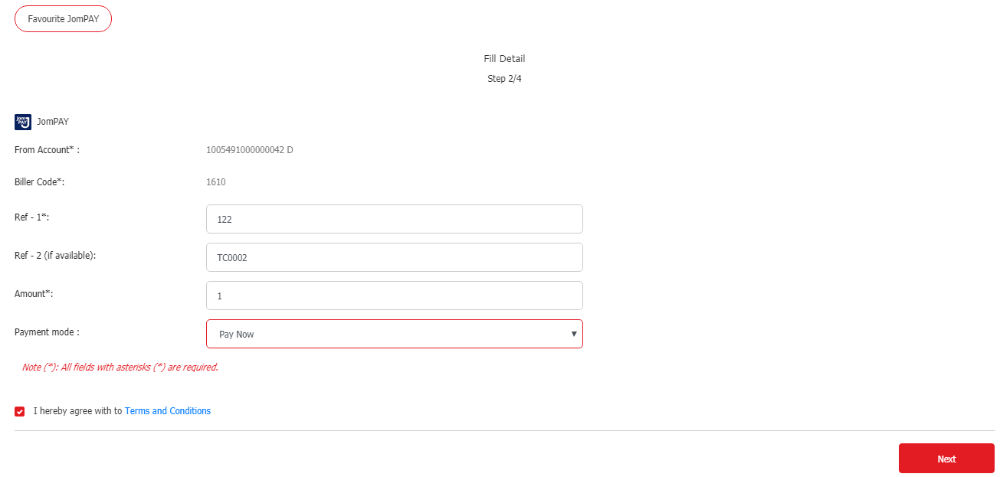 Favourite JomPAY
Fill Detail
Step 2/4
Jom
PAY
JomPAY
From Account* : 1005491000000042 D
Biller Code*: 1610
Ref - 1*: 122
Ref - 2 (if available): TC0002
Amount*: 1
Payment mode : Pay Now
Note (*): All fields with asterisks (*) are required.
I hereby agree with to Terms and Conditions
Next